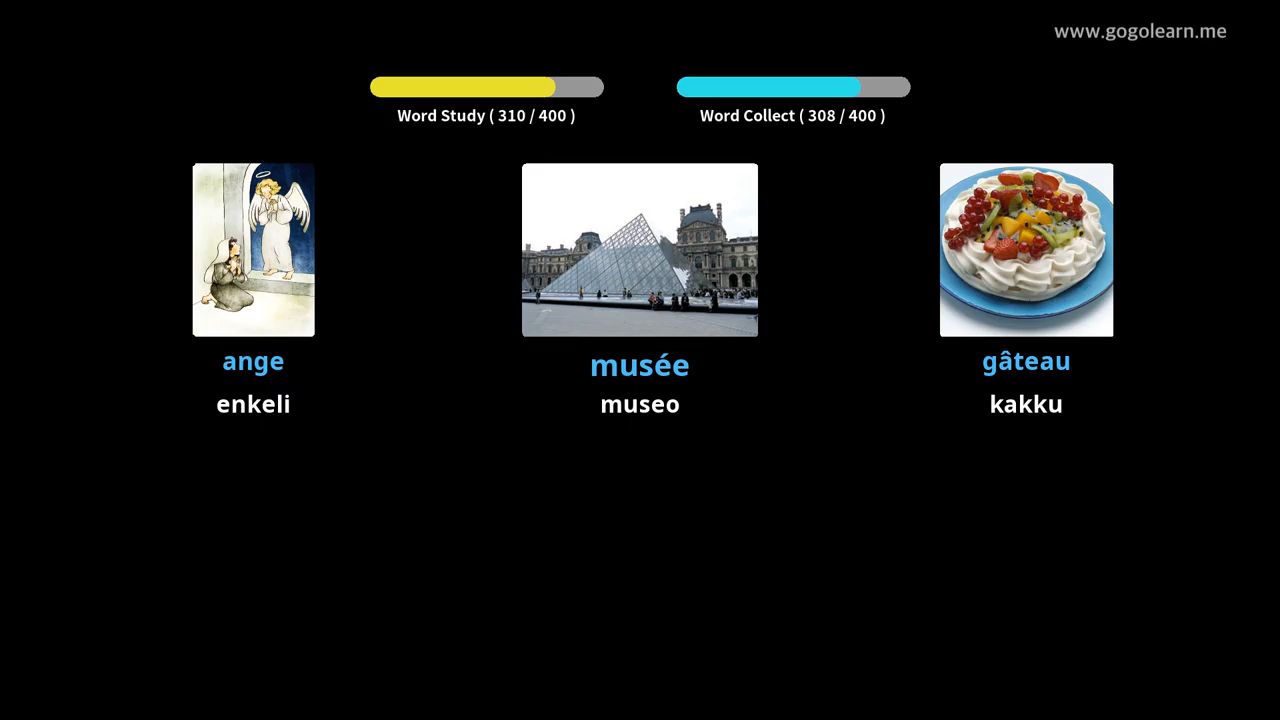 www.gogolearn.me
Word Study ( 310 / 400 )
Word Collect ( 308 / 400 )
ange
musée
gâteau
enkeli
museo
kakku